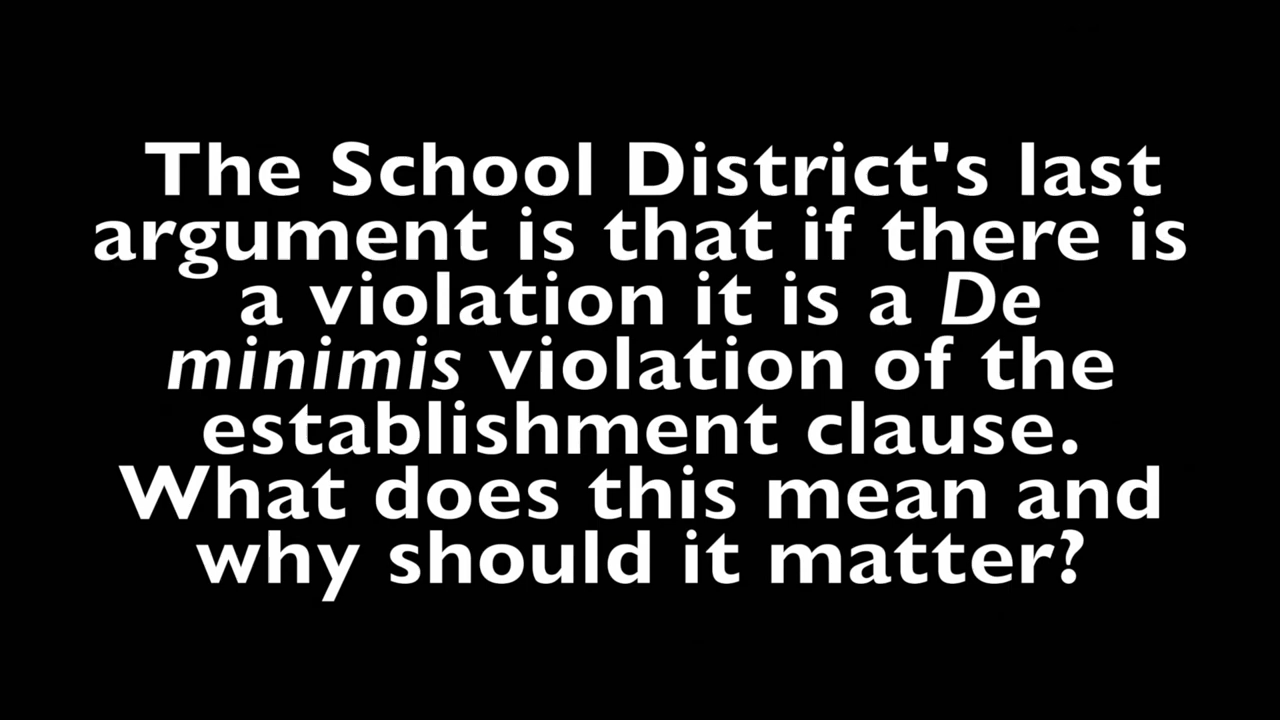 The School District's last
argument is that if there is
a violation it is a De
minimis violation of the
establishment clause.
What does this mean and
why should it matter?